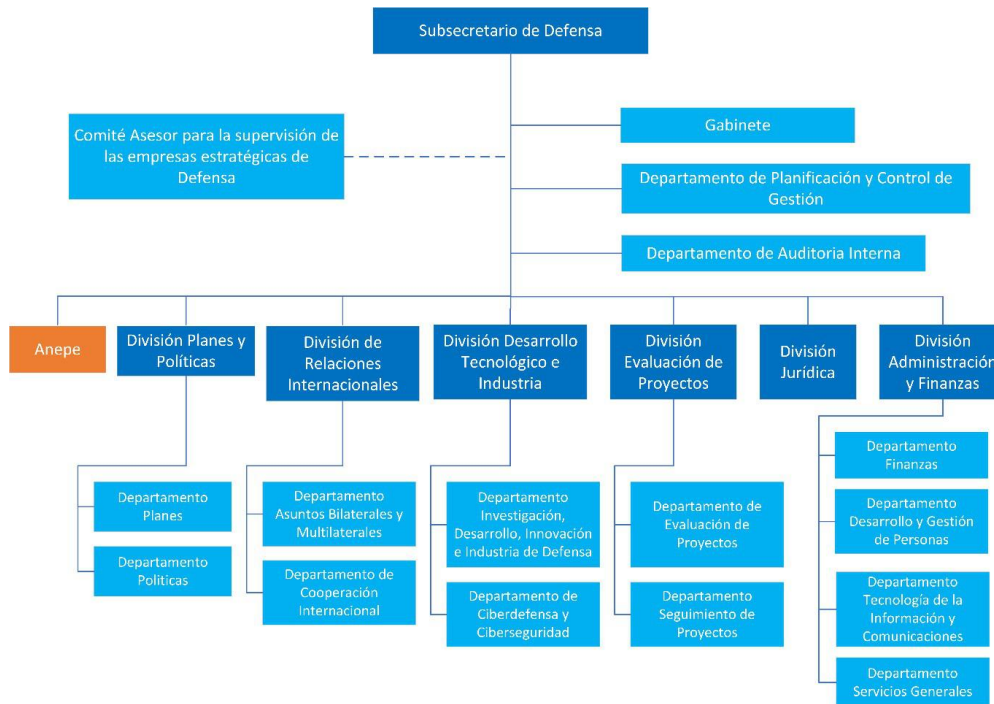 Subsecretario de Defensa
Comité Asesor para la supervisión de
las empresas estratégicas de
Defensa
Gabinete
Departamento de Planificación y Control de
Gestión
Departamento de Auditoria Interna
Anepe
División Planes y
Políticas
División de
Relaciones
Internacionales
División Desarrollo
Tecnológico e
Industria
División
Evaluación de
Proyectos
División
Jurídica
División
Administración
y Finanzas
Departamento
Planes
Departamento
Politicas
Departamento
Asuntos Bilaterales y
Multilaterales
Departamento de
Cooperación
Internacional
Departamento
Investigación,
Desarrollo, Innovación
e Industria de Defensa
Departamento de
Ciberdefensa y
Ciberseguridad
Departamento de
Evaluación de
Proyectos
Departamento
Seguimiento de
Proyectos
Departamento
Finanzas
Departamento
Desarrollo y Gestión
de Personas
Departamento
Tecnología de la
Información y
Comunicaciones
Departamento
Servicios Generales